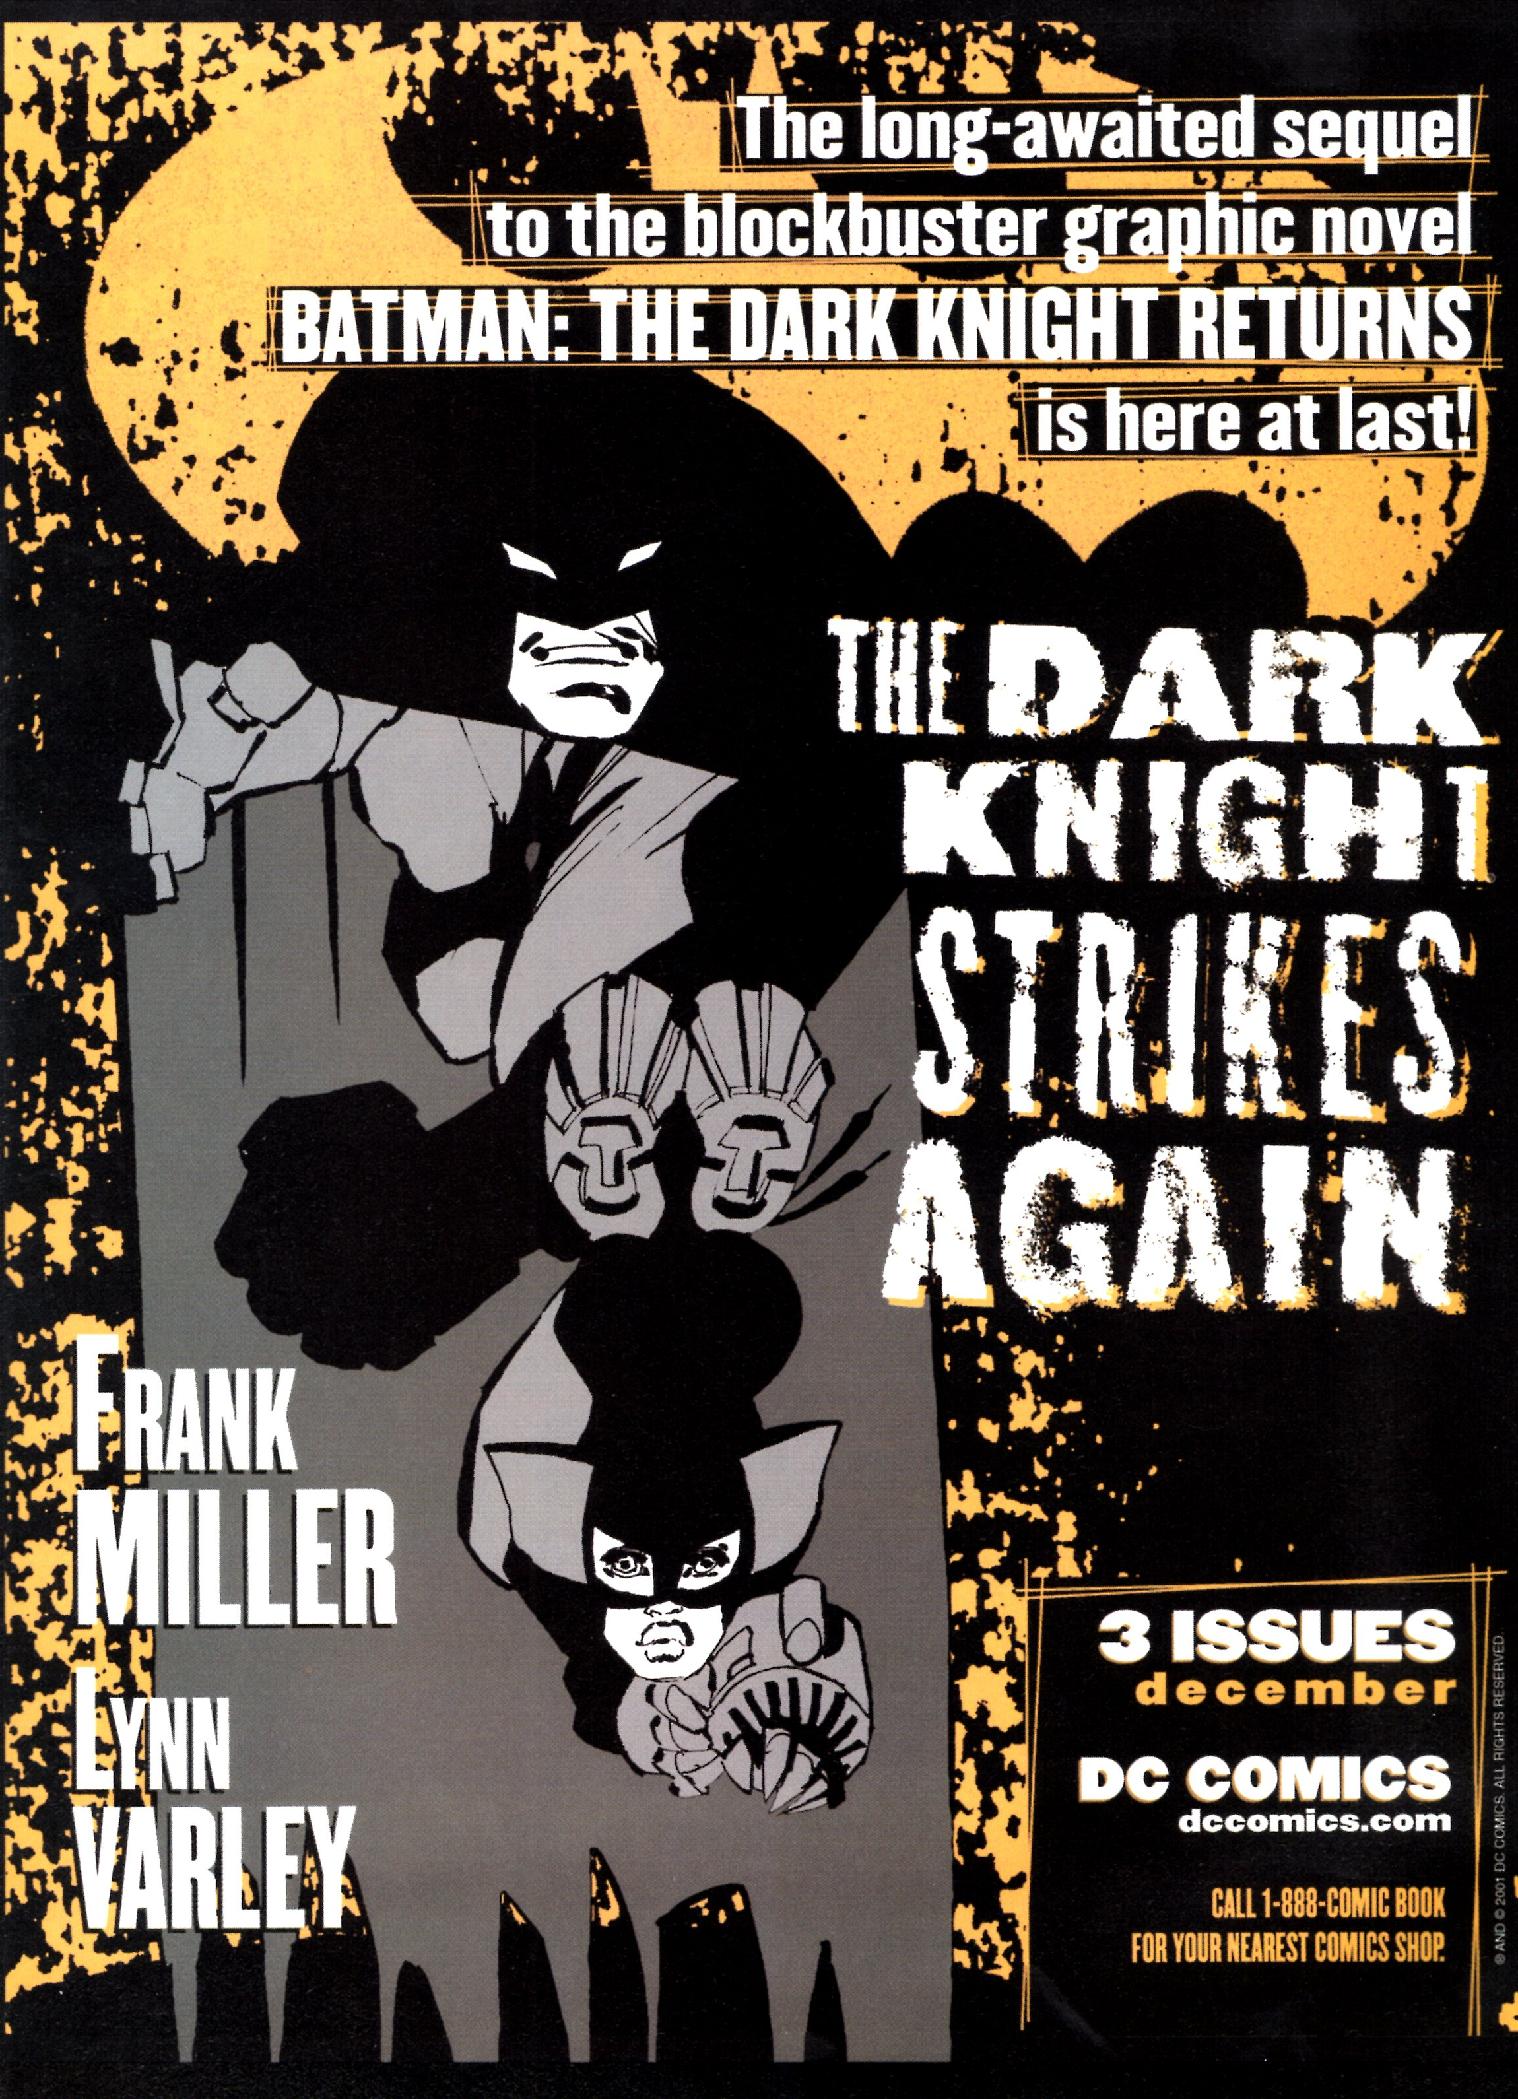 The long-awaited sequel
to the blockbuster graphic novel
BATMAN: THE DARK KNIGHT RETURNS
is here at last!
THE DARK
KNIGHT
STRIKES
AGAIN
FRANK
MILLER
LYNN
VARLEY
3 ISSUES
december
DC COMICS
dccomics.com
CALL 1-888-COMIC BOOK
FOR YOUR NEAREST COMICS SHOP.
® AND © 2001 DC COMICS. ALL RIGHTS RESERVED.